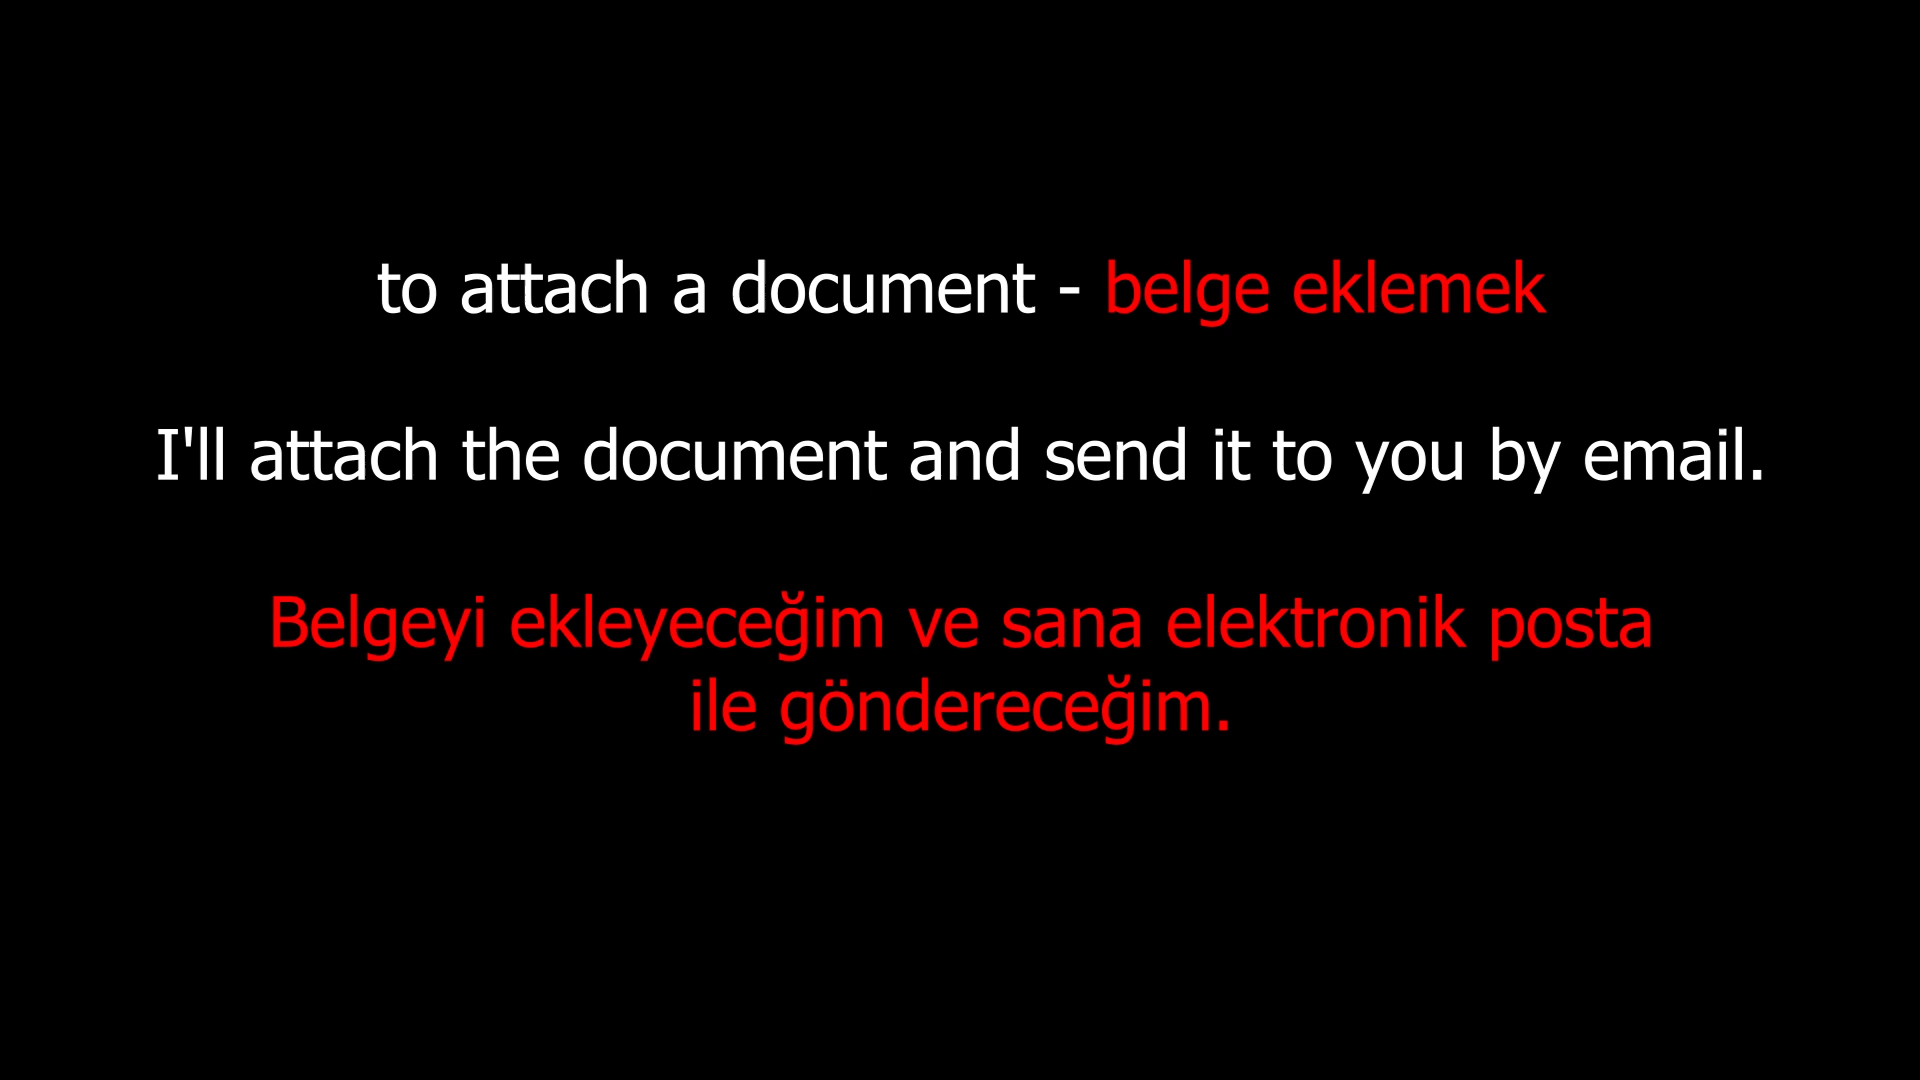 to attach a document - belge eklemek
I'll attach the document and send it to you by email.
Belgeyi ekleyeceğim ve sana elektronik posta
ile göndereceğim.